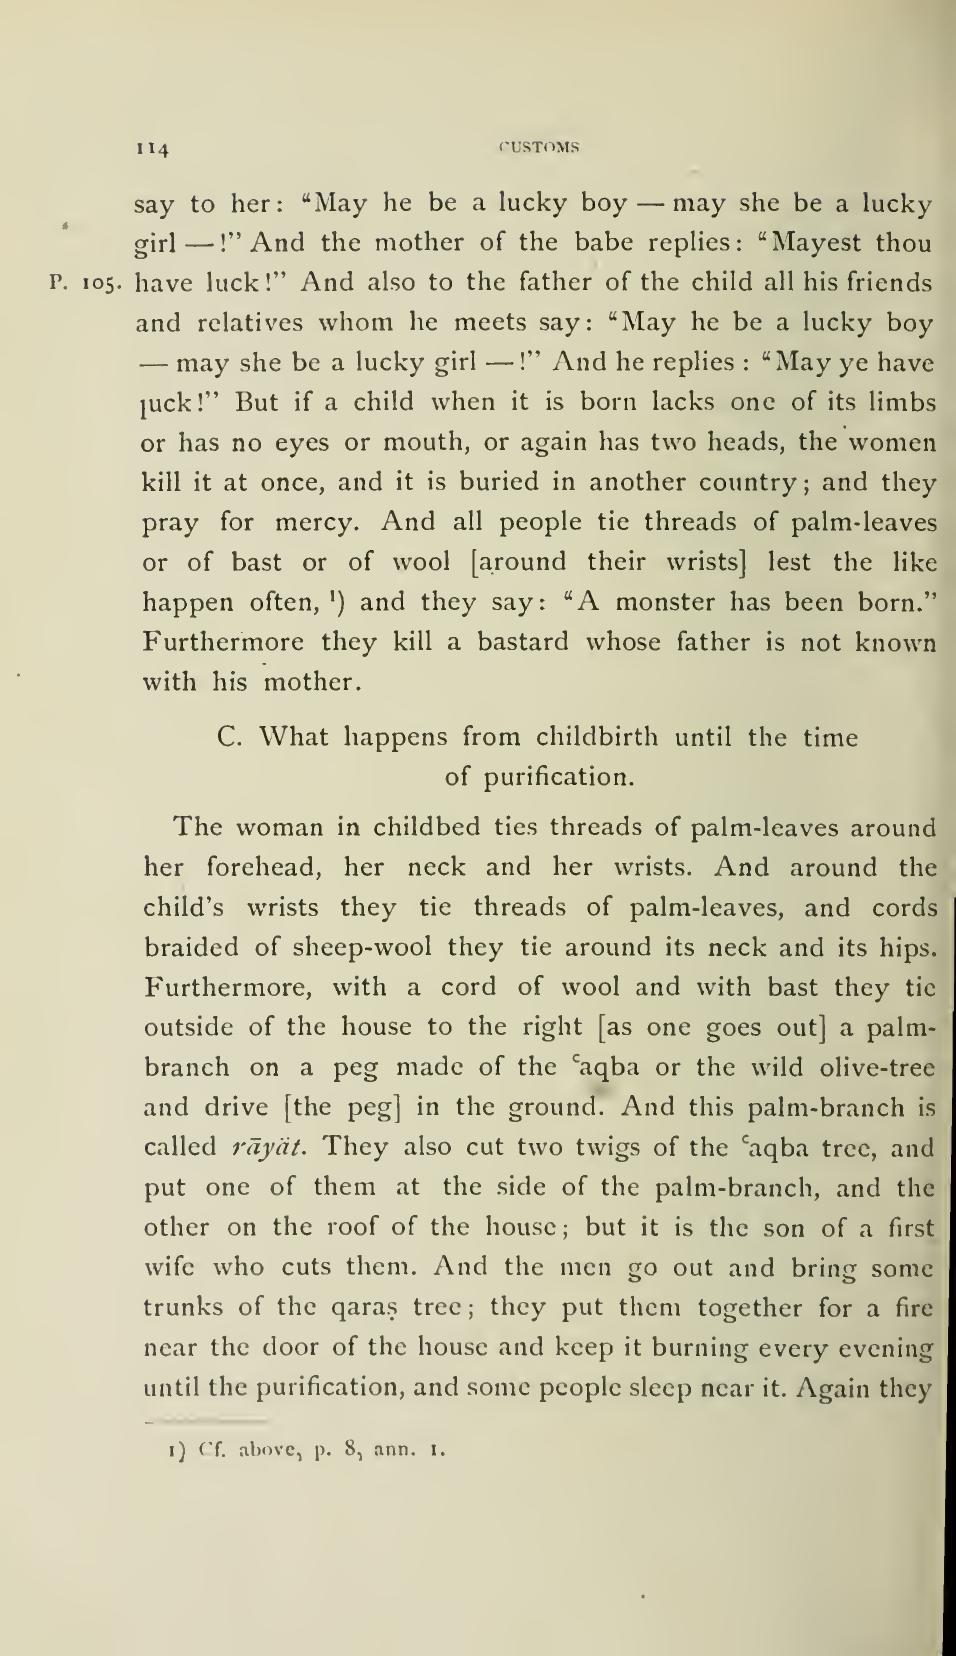 114 CUSTOMS
say to her: “May he be a lucky boy — may she be a lucky
girl — !” And the mother of the babe replies: “Mayest thou
P. 105. have luck!” And also to the father of the child all his friends
and relatives whom he meets say: “May he be a lucky boy
— may she be a lucky girl — !” And he replies : “May ye have
luck!” But if a child when it is born lacks one of its limbs
or has no eyes or mouth, or again has two heads, the women
kill it at once, and it is buried in another country; and they
pray for mercy. And all people tie threads of palm-leaves
or of bast or of wool [around their wrists] lest the like
happen often, ¹) and they say: “A monster has been born.”
Furthermore they kill a bastard whose father is not known
with his mother.
C. What happens from childbirth until the time
of purification.
The woman in childbed ties threads of palm-leaves around
her forehead, her neck and her wrists. And around the
child's wrists they tie threads of palm-leaves, and cords
braided of sheep-wool they tie around its neck and its hips.
Furthermore, with a cord of wool and with bast they tie
outside of the house to the right [as one goes out] a palm-
branch on a peg made of the ʿaqba or the wild olive-tree
and drive [the peg] in the ground. And this palm-branch is
called rāyät. They also cut two twigs of the ʿaqba tree, and
put one of them at the side of the palm-branch, and the
other on the roof of the house; but it is the son of a first
wife who cuts them. And the men go out and bring some
trunks of the qaraṣ tree; they put them together for a fire
near the door of the house and keep it burning every evening
until the purification, and some people sleep near it. Again they
1) Cf. above, p. 8, ann. 1.